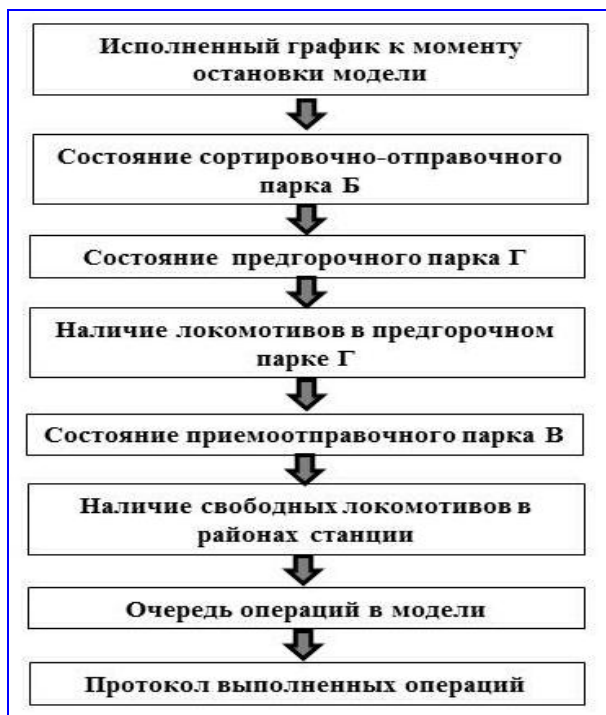 Исполненный график к моменту
остановки модели
Состояние сортировочно-отправочного
парка Б
Состояние предгорочного парка Г
Наличие локомотивов в предгорочном
парке Г
Состояние приемоотправочного парка В
Наличие свободных локомотивов в
районах станции
Очередь операций в модели
Протокол выполненных операций